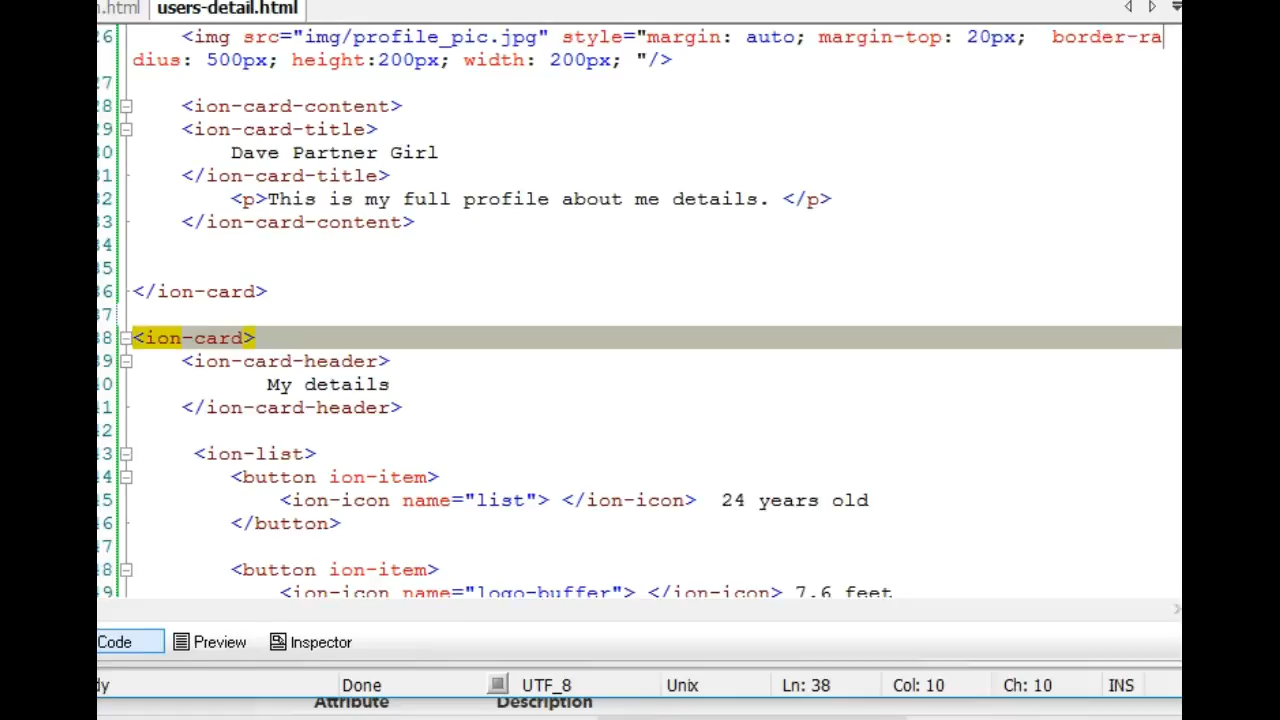 n.html users-detail.html
26 <img src="img/profile_pic.jpg" style="margin: auto; margin-top: 20px;  border-ra
dius: 500px; height:200px; width: 200px; "/>
27
28 <ion-card-content>
29 <ion-card-title>
30 Dave Partner Girl
31 </ion-card-title>
32 <p>This is my full profile about me details. </p>
33 </ion-card-content>
34
35
36 </ion-card>
37
38 <ion-card>
39 <ion-card-header>
40 My details
41 </ion-card-header>
42
43 <ion-list>
44 <button ion-item>
45 <ion-icon name="list"> </ion-icon>  24 years old
46 </button>
47
48 <button ion-item>
49 <ion-icon name="logo-buffer"> </ion-icon> 7.6 feet
Code Preview Inspector
dy Done UTF_8 Unix Ln: 38 Col: 10 Ch: 10 INS
Attribute Description